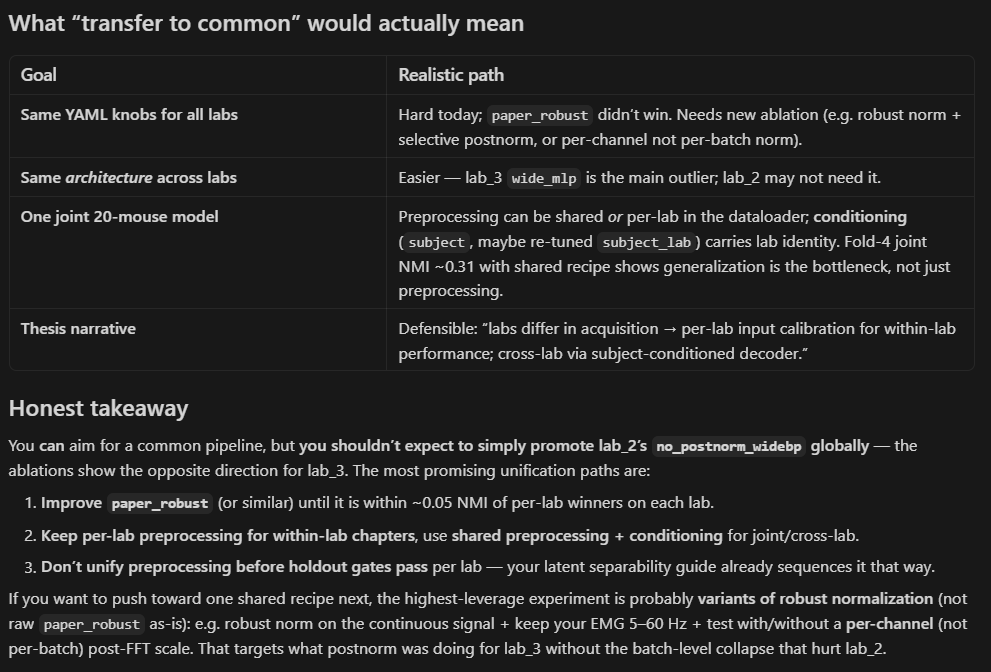 What “transfer to common” would actually mean
Goal
Realistic path
Same YAML knobs for all labs
Hard today; paper_robust didn’t win. Needs new ablation (e.g. robust norm +
selective postnorm, or per-channel not per-batch norm).
Same architecture across labs
Easier — lab_3 wide_mlp is the main outlier; lab_2 may not need it.
One joint 20-mouse model
Preprocessing can be shared or per-lab in the dataloader; conditioning
(subject, maybe re-tuned subject_lab) carries lab identity. Fold-4 joint
NMI ~0.31 with shared recipe shows generalization is the bottleneck, not just
preprocessing.
Thesis narrative
Defensible: “labs differ in acquisition → per-lab input calibration for within-lab
performance; cross-lab via subject-conditioned decoder.”
Honest takeaway
You can aim for a common pipeline, but you shouldn’t expect to simply promote lab_2’s no_postnorm_widebp globally — the
ablations show the opposite direction for lab_3. The most promising unification paths are:
1. Improve paper_robust (or similar) until it is within ~0.05 NMI of per-lab winners on each lab.
2. Keep per-lab preprocessing for within-lab chapters, use shared preprocessing + conditioning for joint/cross-lab.
3. Don’t unify preprocessing before holdout gates pass per lab — your latent separability guide already sequences it that way.
If you want to push toward one shared recipe next, the highest-leverage experiment is probably variants of robust normalization (not
raw paper_robust as-is): e.g. robust norm on the continuous signal + keep your EMG 5–60 Hz + test with/without a per-channel (not
per-batch) post-FFT scale. That targets what postnorm was doing for lab_3 without the batch-level collapse that hurt lab_2.